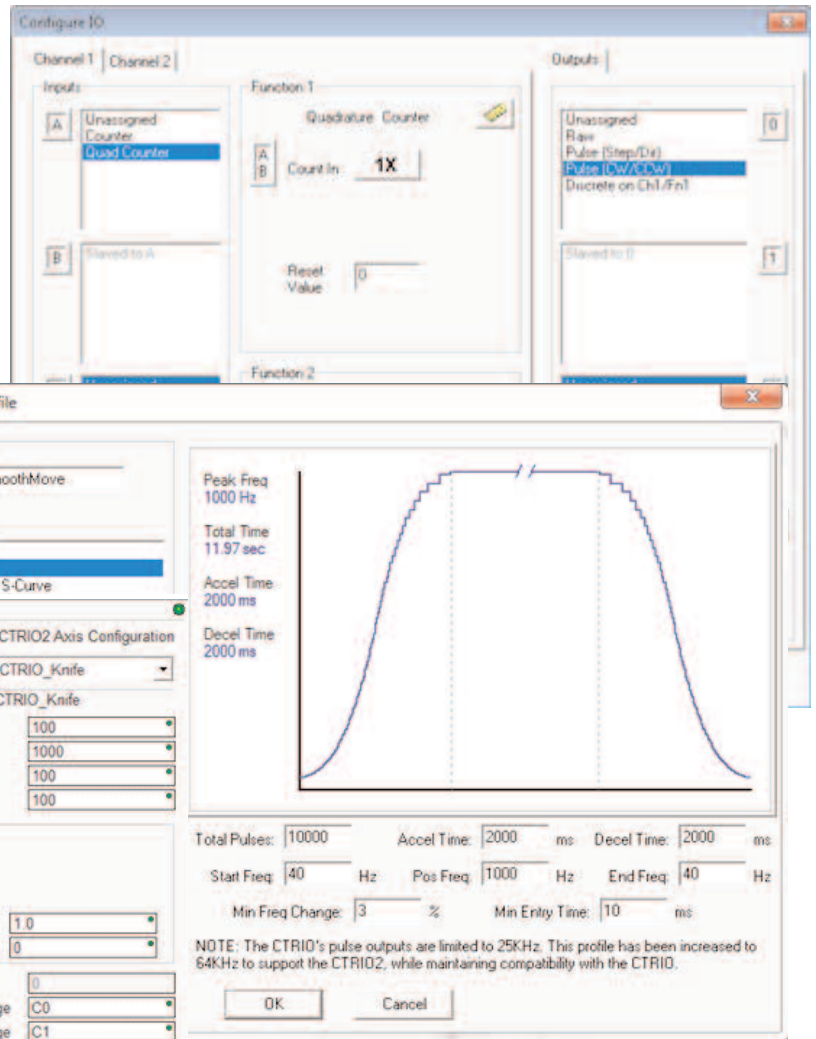 Configure IO
Channel 1
Channel 2
Outputs
Inputs
Function 1
A
Unassigned
Counter
Quad Counter
Quadrature Counter
A
B
Count In
1X
Unassigned
Raw
Pulse (Step/Dir)
Pulse (CW/CCW)
Discrete on Ch1/Fn1
0
B
Slaved to A
Reset
Value
0
Slaved to 0
1
Function 2
file
moothMove
S-Curve
Peak Freq
1000 Hz
Total Time
11.97 sec
Accel Time
2000 ms
Decel Time
2000 ms
CTRIO2 Axis Configuration
CTRIO_Knife
CTRIO_Knife
100
1000
100
100
1.0
0
0
ge C0
ge C1
Total Pulses: 10000 Accel Time: 2000 ms Decel Time: 2000 ms
Start Freq: 40 Hz Pos Freq: 1000 Hz End Freq: 40 Hz
Min Freq Change: 3 % Min Entry Time: 10 ms
NOTE: The CTRIO's pulse outputs are limited to 25KHz. This profile has been increased to
64KHz to support the CTRIO2, while maintaining compatibility with the CTRIO.
OK
Cancel